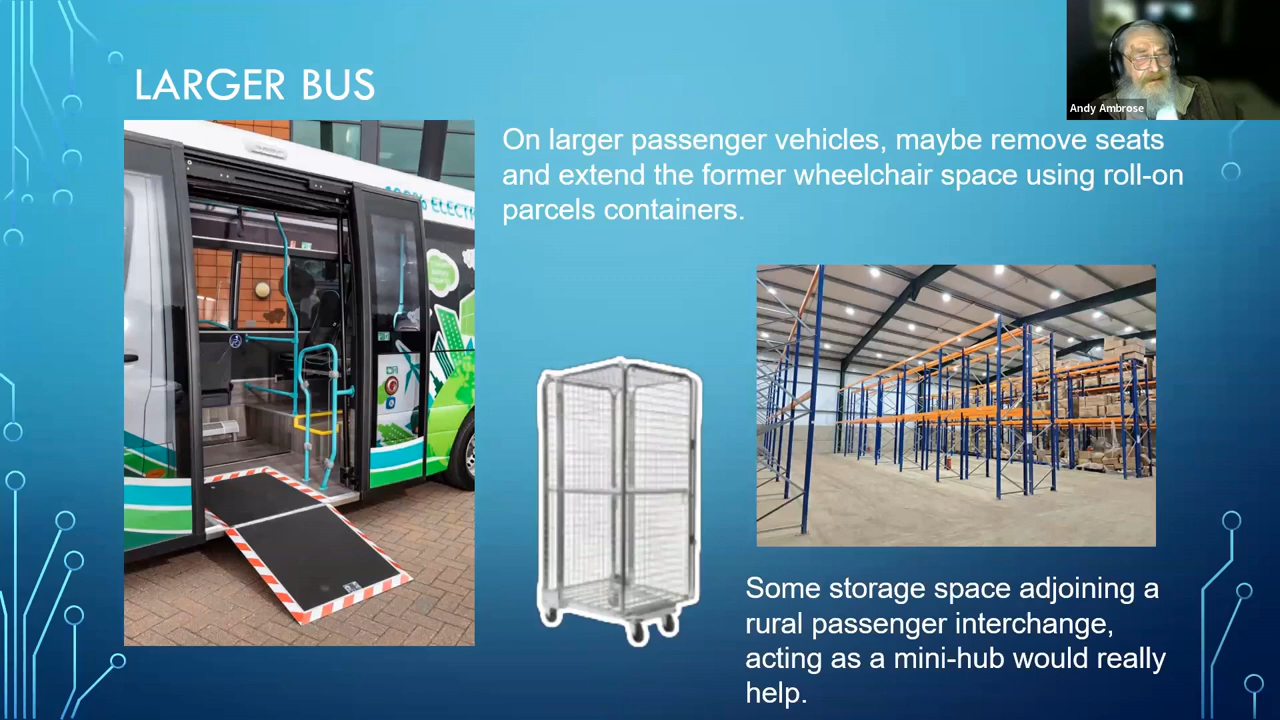 LARGER BUS
Andy Ambrose
On larger passenger vehicles, maybe remove seats
and extend the former wheelchair space using roll-on
parcels containers.
Some storage space adjoining a
rural passenger interchange,
acting as a mini-hub would really
help.